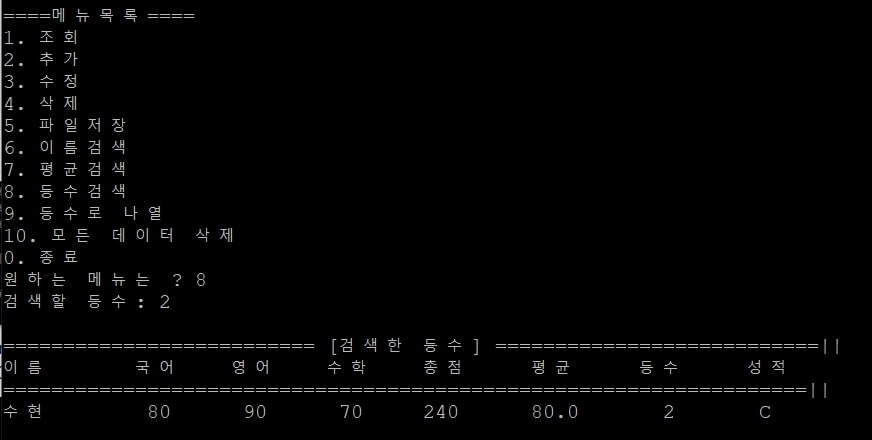 ====메뉴목록====
1. 조회
2. 추가
3. 수정
4. 삭제
5. 파일저장
6. 이름검색
7. 평균검색
8. 등수검색
9. 등수로 나열
10. 모든 데이터 삭제
0. 종료
원하는 메뉴는 ? 8
검색할 등수: 2
========================== [검색한 등수] ===========================||
이름 국어 영어 수학 총점 평균 등수 성적
===================================================================||
수현 80 90 70 240 80.0 2 C